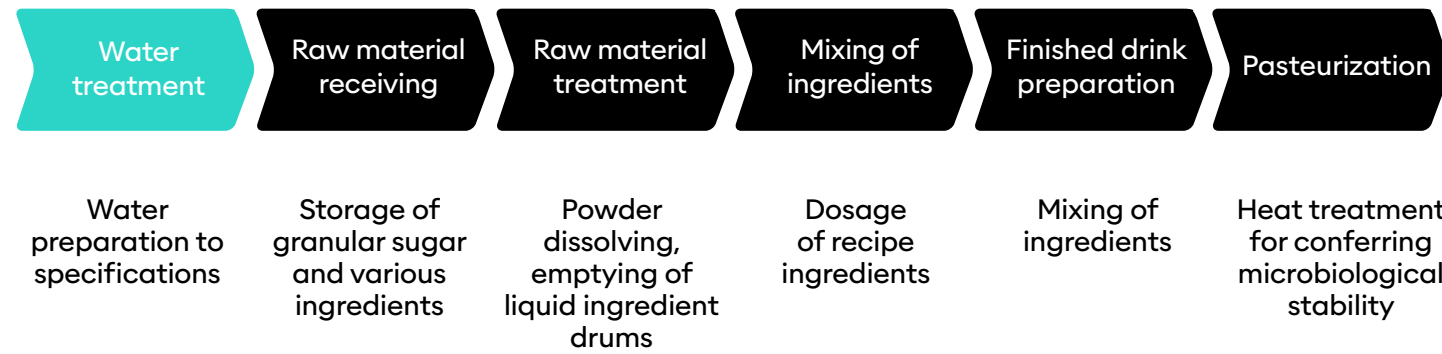 Water
treatment
Raw material
receiving
Raw material
treatment
Mixing of
ingredients
Finished drink
preparation
Pasteurization
Water
preparation to
specifications
Storage of
granular sugar
and various
ingredients
Powder
dissolving,
emptying of
liquid ingredient
drums
Dosage
of recipe
ingredients
Mixing of
ingredients
Heat treatment
for conferring
microbiological
stability